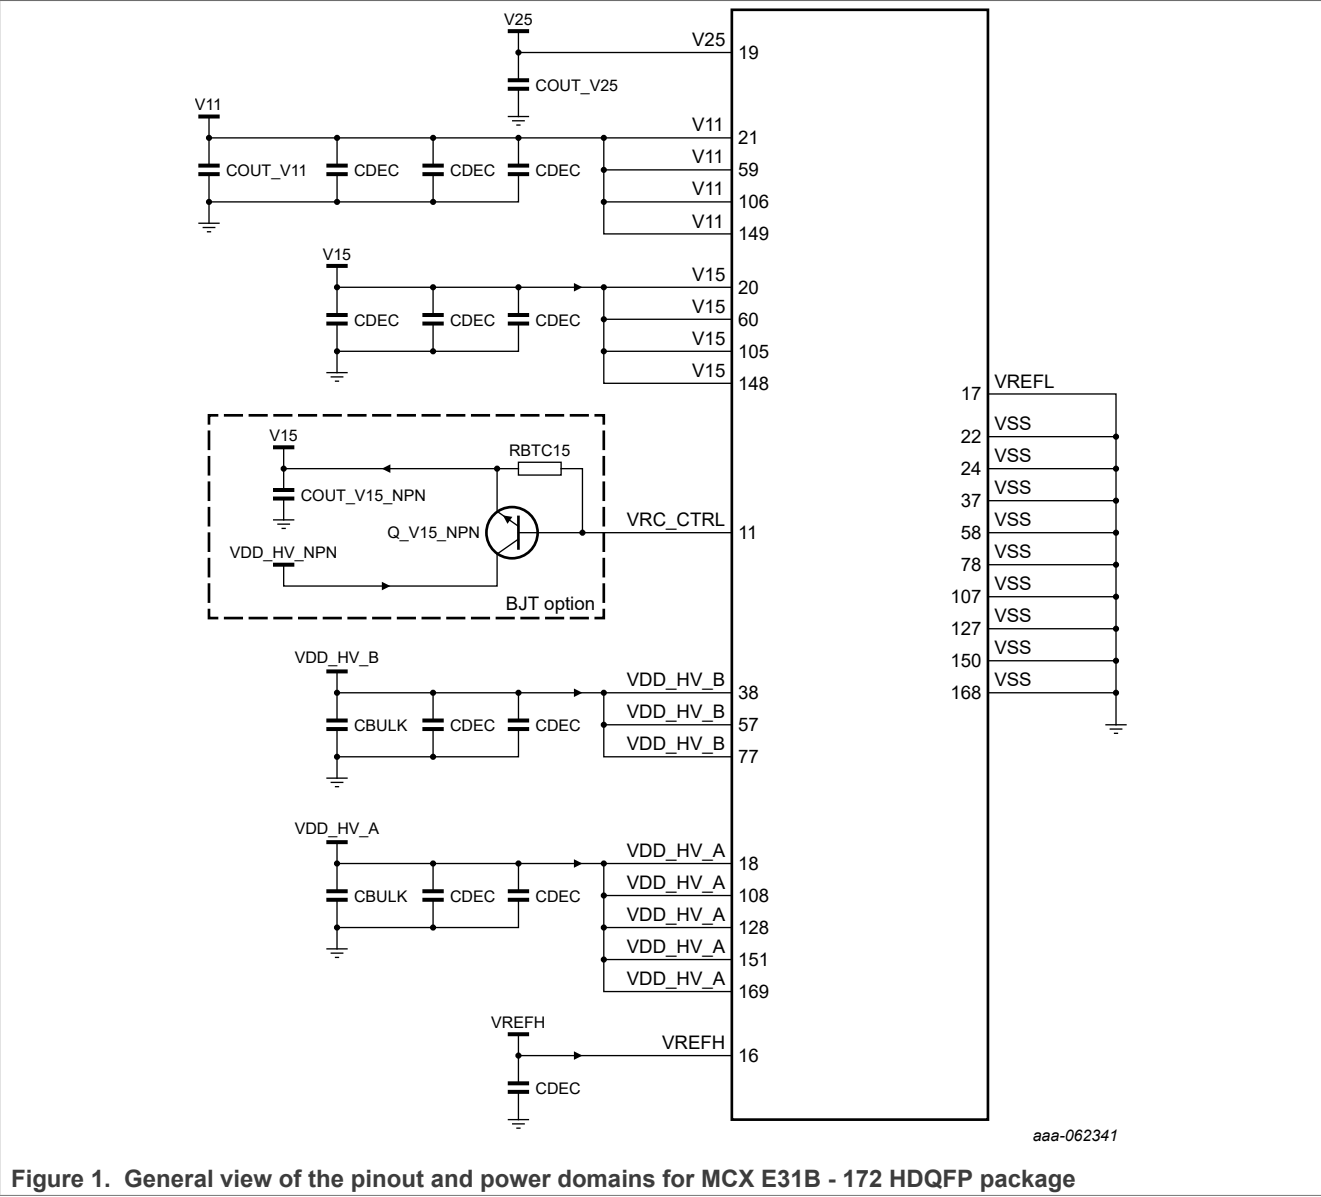 V25
V25
19
COUT_V25
V11
V11
21
COUT_V11 CDEC CDEC CDEC
V11
59
V11
106
V11
149
V15
V15
20
CDEC CDEC CDEC
V15
60
V15
105
V15
148
17 VREFL
22 VSS
24 VSS
37 VSS
58 VSS
78 VSS
107 VSS
127 VSS
150 VSS
168 VSS
V15
RBTC15
COUT_V15_NPN
Q_V15_NPN
VRC_CTRL
11
VDD_HV_NPN
BJT option
VDD_HV_B
VDD_HV_B
38
CBULK CDEC CDEC
VDD_HV_B
57
VDD_HV_B
77
VDD_HV_A
VDD_HV_A
18
CBULK CDEC CDEC
VDD_HV_A
108
VDD_HV_A
128
VDD_HV_A
151
VDD_HV_A
169
VREFH
VREFH
16
CDEC
aaa-062341
Figure 1. General view of the pinout and power domains for MCX E31B - 172 HDQFP package